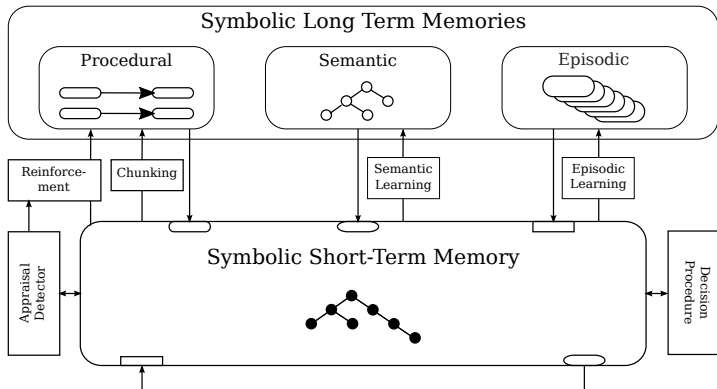 Symbolic Long Term Memories
Procedural
Semantic
Episodic
Reinforce-
ment
Chunking
Semantic
Learning
Episodic
Learning
Symbolic Short-Term Memory
Appraisal
Detector
Decision
Procedure